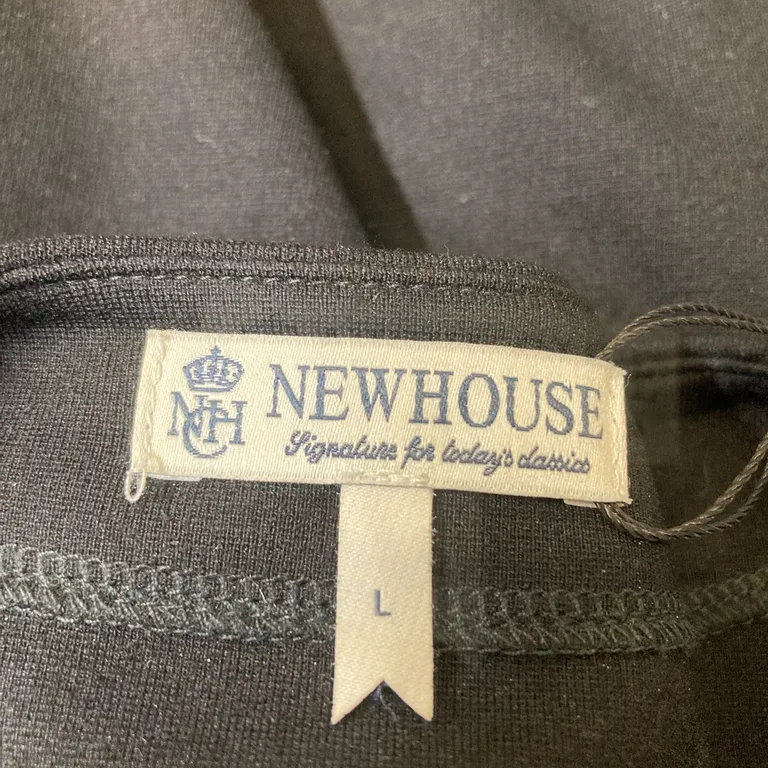 NCH
NEWHOUSE
Signature for today's classics
L